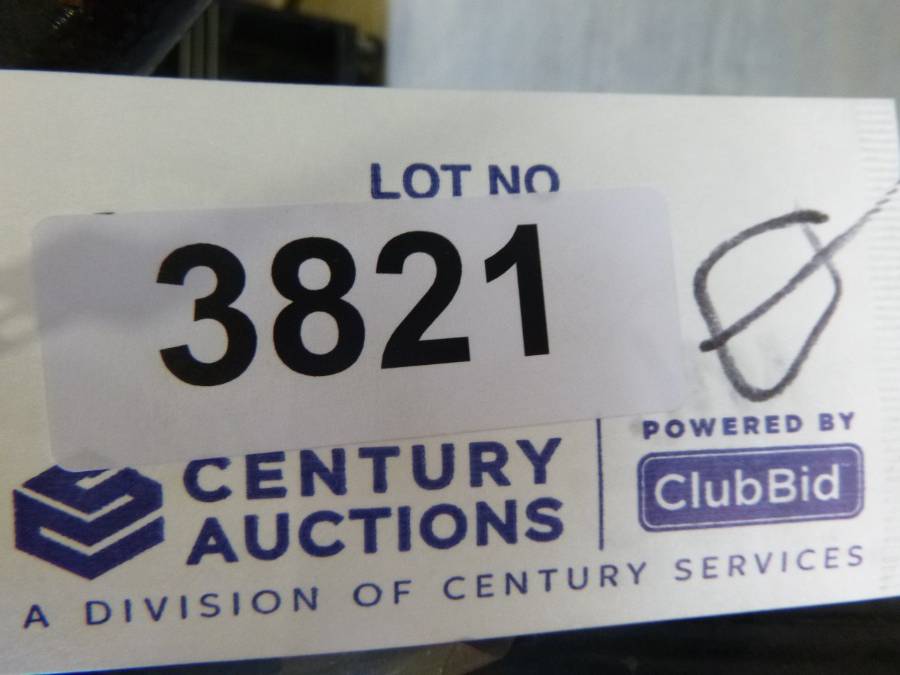 LOT NO
3821
CENTURY
AUCTIONS
POWERED BY
ClubBid
A DIVISION OF CENTURY SERVICES